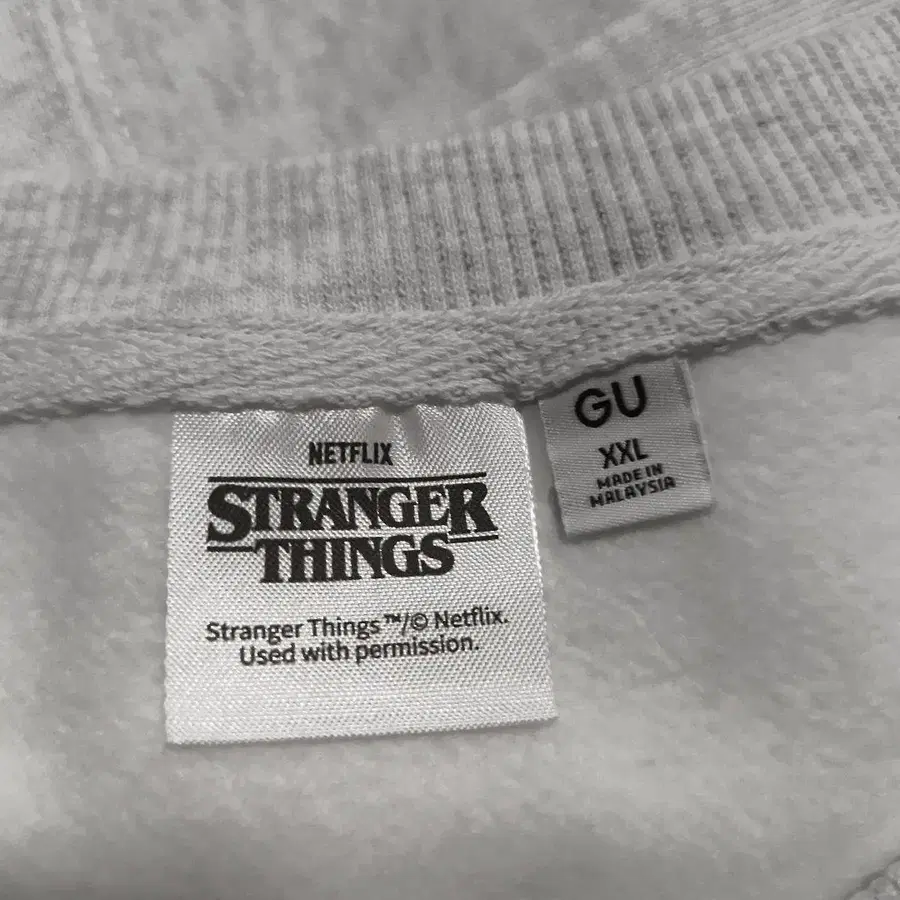 NETFLIX
STRANGER
THINGS
Stranger Things™/© Netflix.
Used with permission.
GU
XXL
MADE IN
MALAYSIA